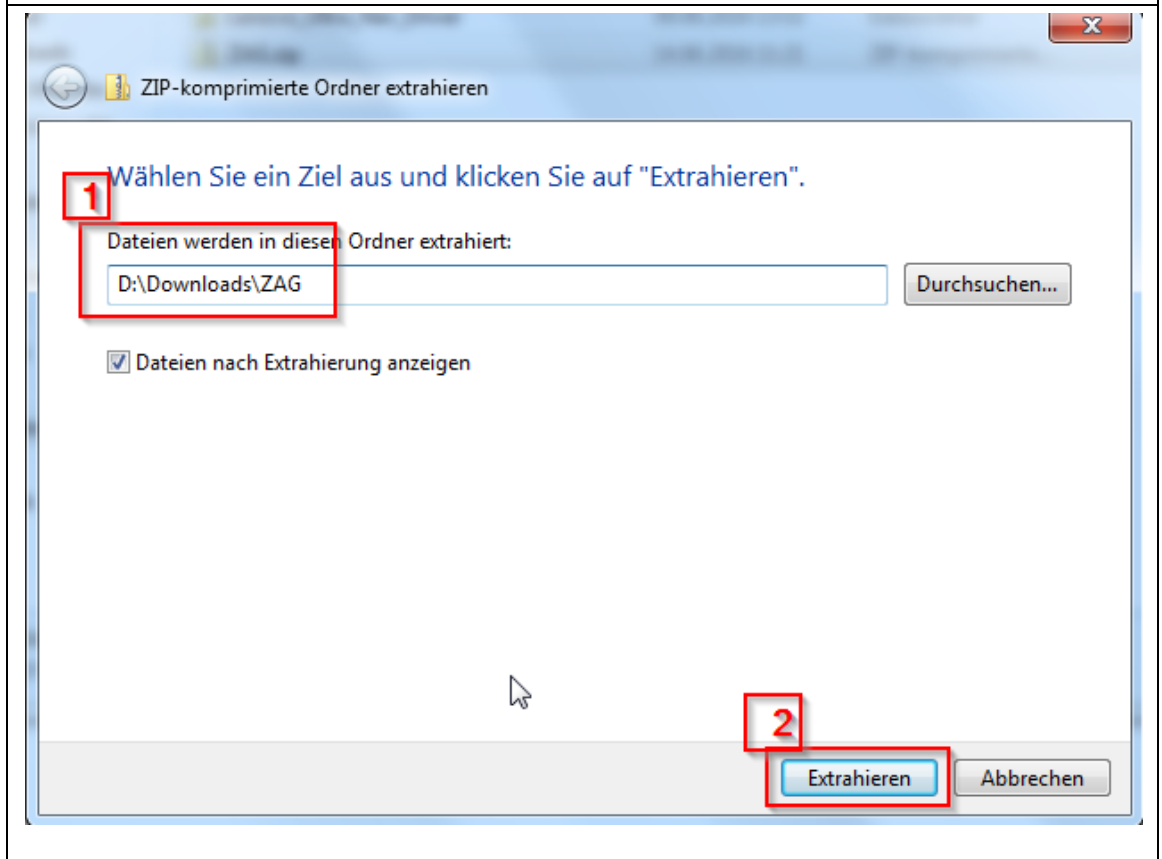 ZIP-komprimierte Ordner extrahieren
Wählen Sie ein Ziel aus und klicken Sie auf "Extrahieren".
1
Dateien werden in diesen Ordner extrahiert:
D:\Downloads\ZAG
Durchsuchen...
Dateien nach Extrahierung anzeigen
2
Extrahieren
Abbrechen